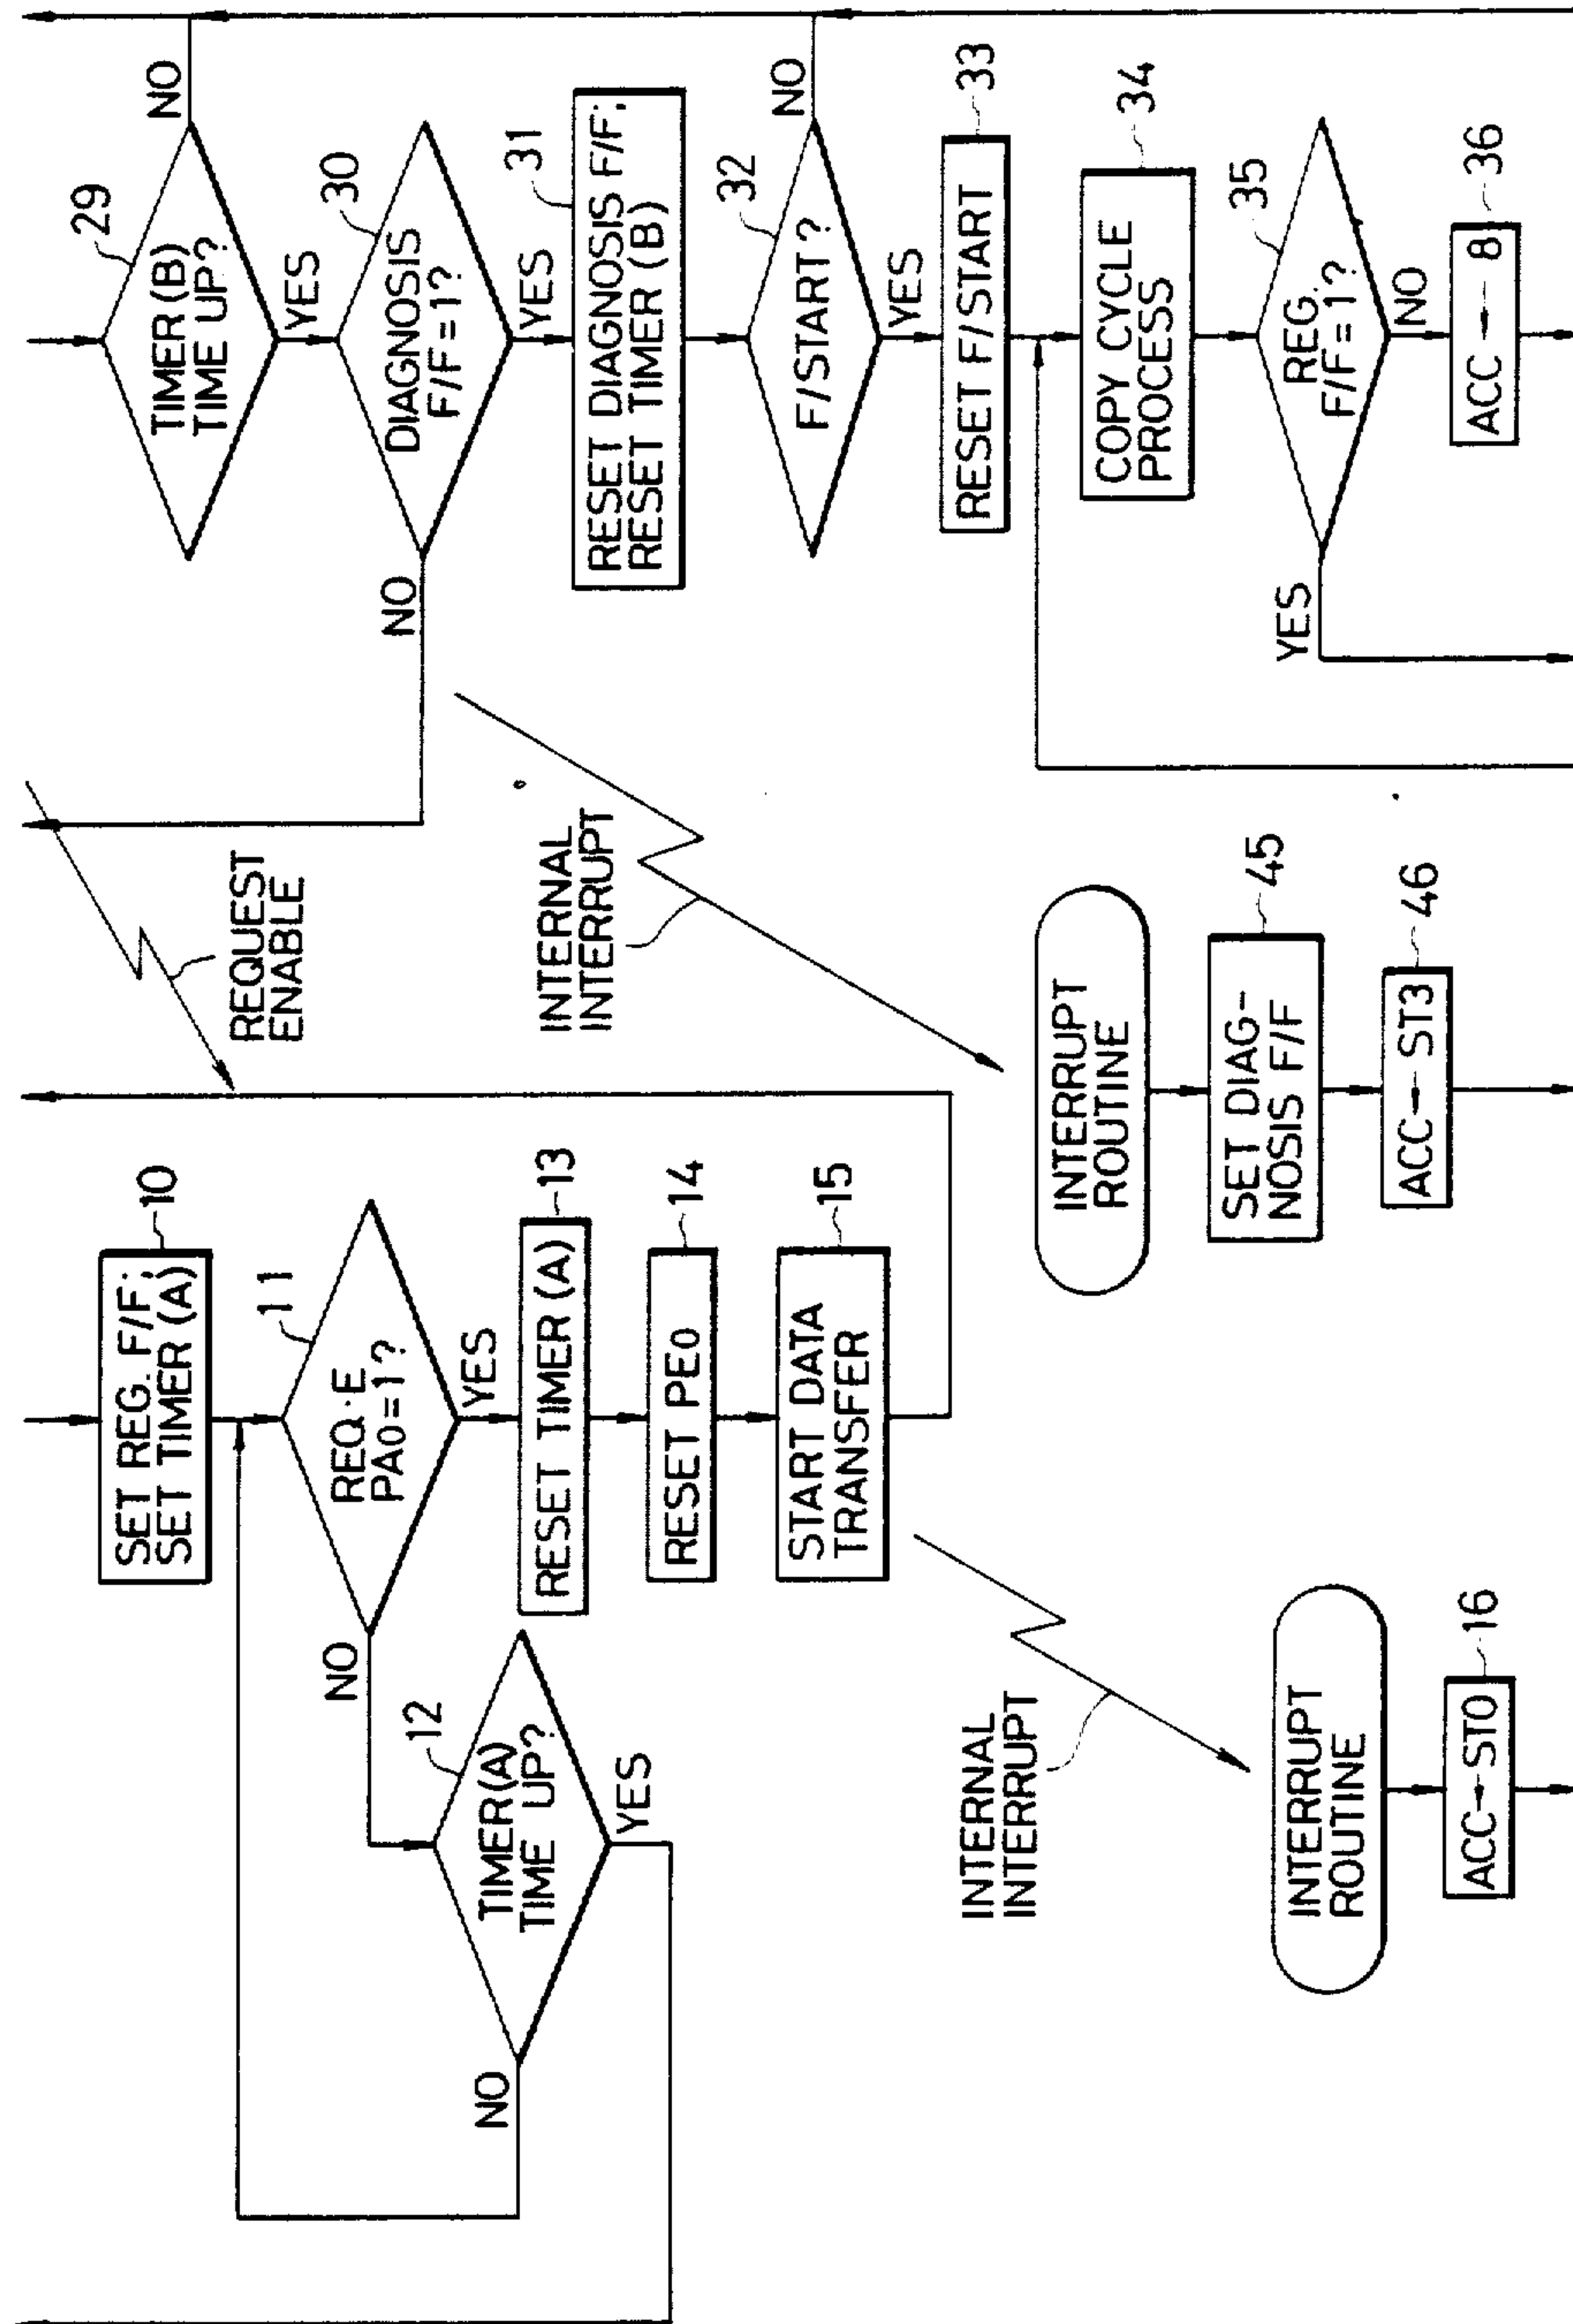 SET REG. F/F;
SET TIMER (A)
10
REQ·E
PA0=1?
11
NO
YES
TIMER(A)
TIME UP?
12
NO
YES
RESET TIMER (A)
13
RESET PE0
14
START DATA
TRANSFER
15
INTERNAL
INTERRUPT
INTERRUPT
ROUTINE
ACC←ST0
16
REQUEST
ENABLE
INTERNAL
INTERRUPT
INTERRUPT
ROUTINE
SET DIAG-
NOSIS F/F
45
ACC←ST3
46
TIMER(B)
TIME UP?
29
NO
YES
DIAGNOSIS
F/F=1?
30
NO
YES
RESET DIAGNOSIS F/F;
RESET TIMER (B)
31
F/START?
32
NO
YES
RESET F/START
33
COPY CYCLE
PROCESS
34
REG.
F/F=1?
35
YES
NO
ACC←8
36